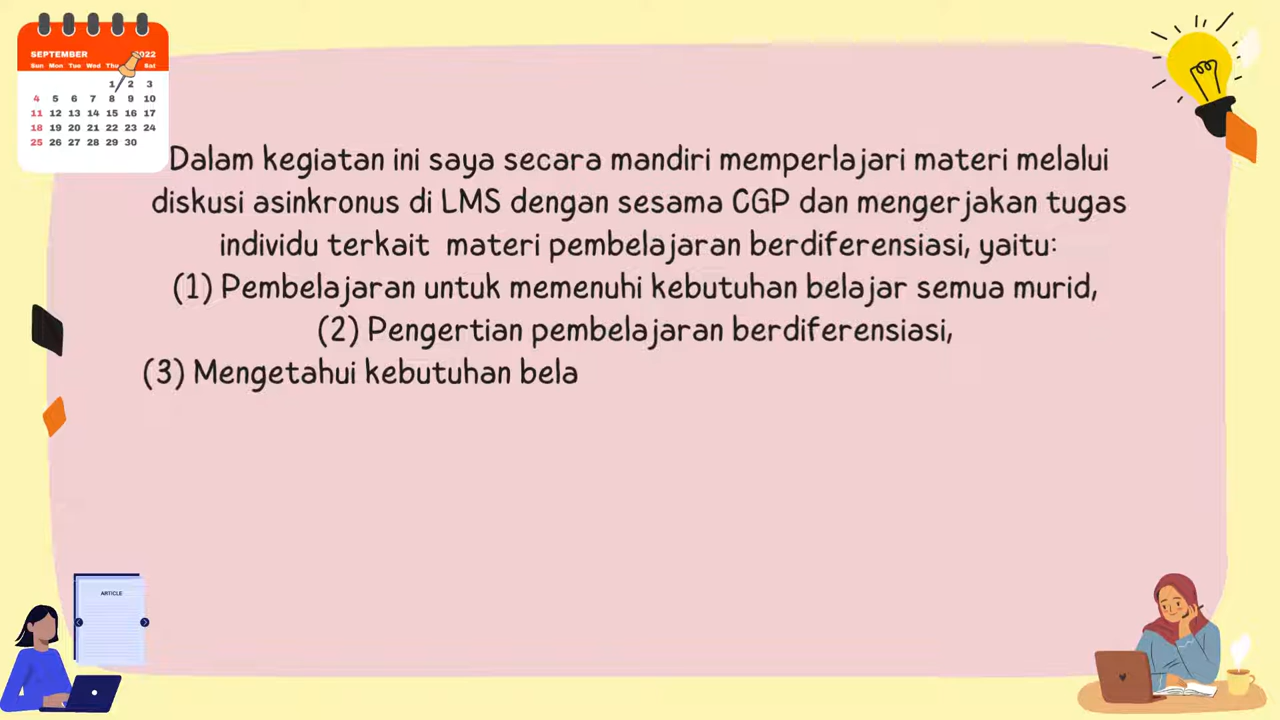 SEPTEMBER 2022
Sun Mon Tue Wed Thu Sat
1 2 3
4 5 6 7 8 9 10
11 12 13 14 15 16 17
18 19 20 21 22 23 24
25 26 27 28 29 30
Dalam kegiatan ini saya secara mandiri memperlajari materi melalui
diskusi asinkronus di LMS dengan sesama CGP dan mengerjakan tugas
individu terkait materi pembelajaran berdiferensiasi, yaitu:
(1) Pembelajaran untuk memenuhi kebutuhan belajar semua murid,
(2) Pengertian pembelajaran berdiferensiasi,
(3) Mengetahui kebutuhan bela
ARTICLE